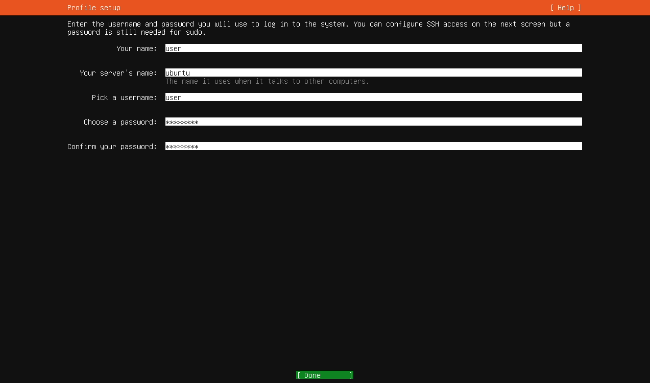 Profile setup [ Help ]
Enter the username and password you will use to log in to the system. You can configure SSH access on the next screen but a
password is still needed for sudo.
Your name: user
Your server's name: ubuntu
The name it uses when it talks to other computers.
Pick a username: user
Choose a password: *********
Confirm your password: *********
[ Done ]